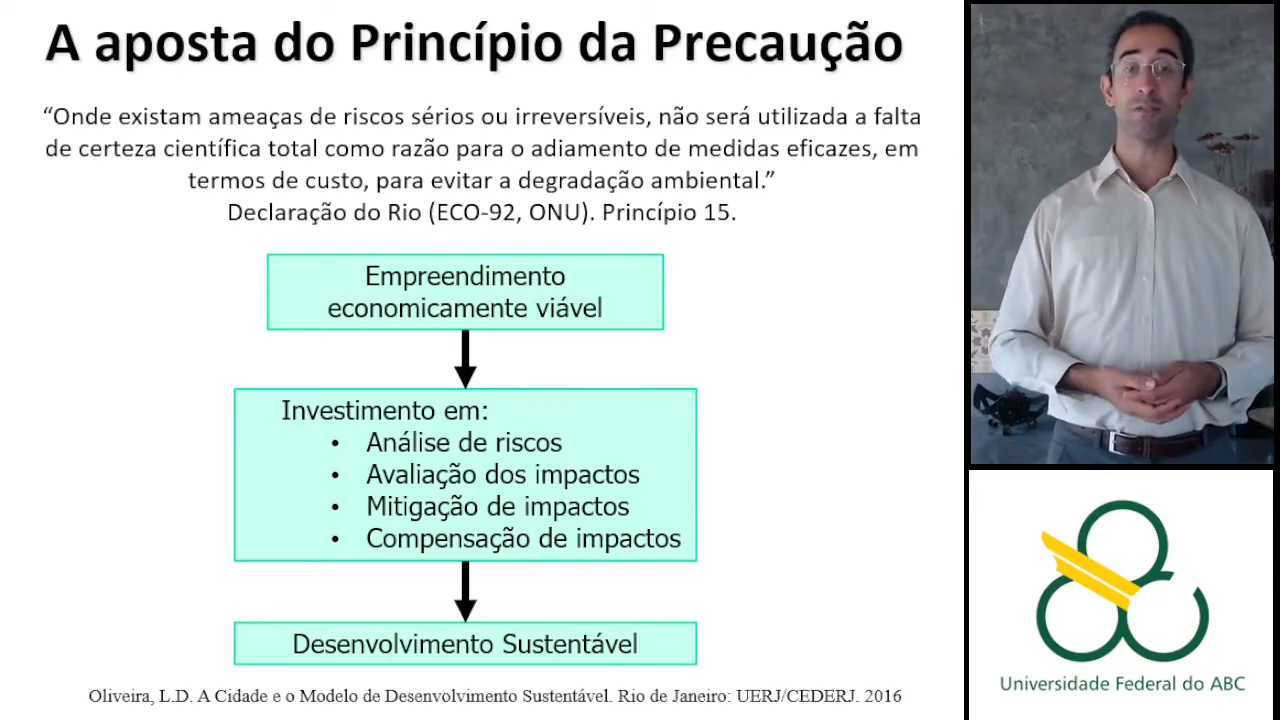 A aposta do Princípio da Precaução
“Onde existam ameaças de riscos sérios ou irreversíveis, não será utilizada a falta
de certeza científica total como razão para o adiamento de medidas eficazes, em
termos de custo, para evitar a degradação ambiental.”
Declaração do Rio (ECO-92, ONU). Princípio 15.
Empreendimento
economicamente viável
Investimento em:
• Análise de riscos
• Avaliação dos impactos
• Mitigação de impactos
• Compensação de impactos
Desenvolvimento Sustentável
Oliveira, L.D. A Cidade e o Modelo de Desenvolvimento Sustentável. Rio de Janeiro: UERJ/CEDERJ. 2016
Universidade Federal do ABC